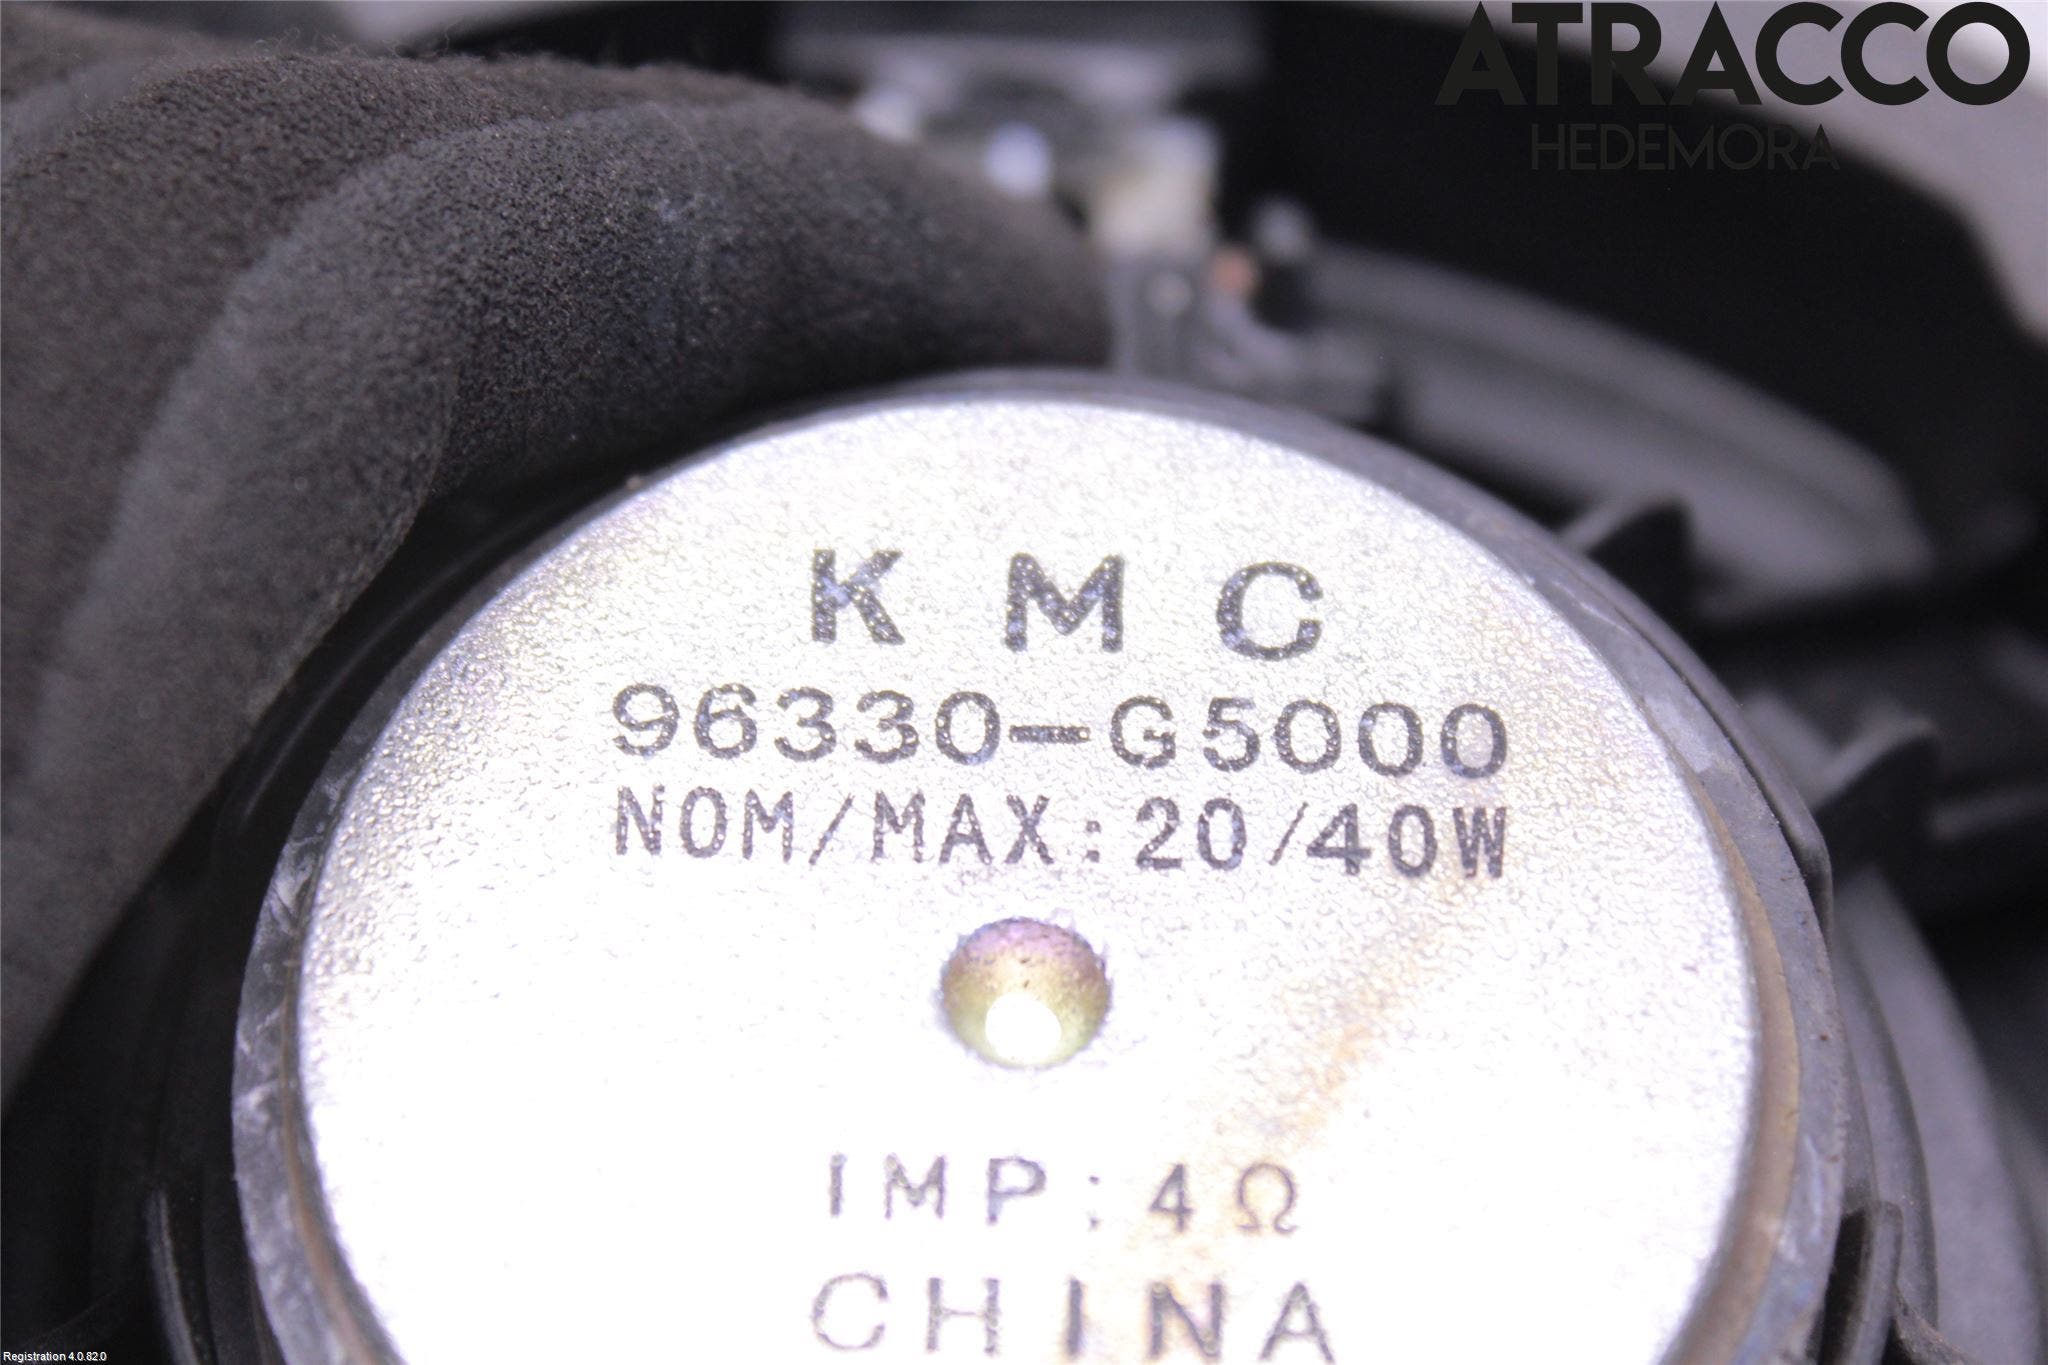 ATRACCO
HEDEMORA
KMC
96330-G5000
NOM/MAX:20/40W
IMP:4Ω
CHINA
Registration 4.0.82.0